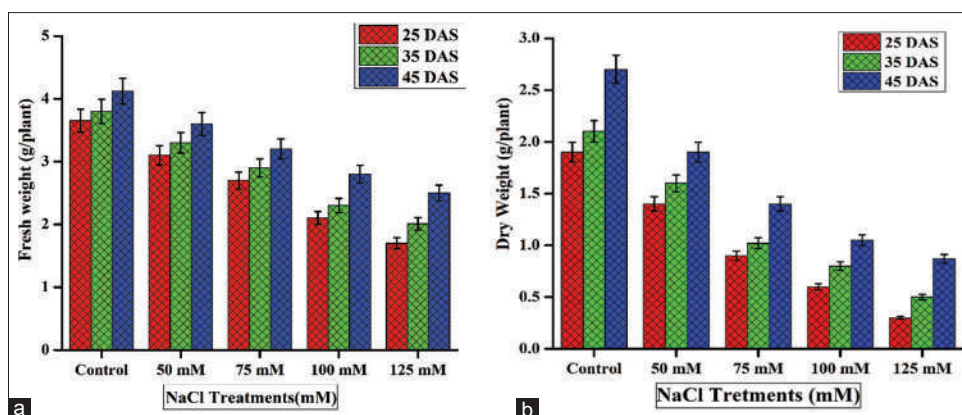 5
4
3
2
1
0
Fresh weight (g/plant)
25 DAS
35 DAS
45 DAS
Control
50 mM
75 mM
100 mM
125 mM
NaCl Treatments(mM)
a
3.0
2.5
2.0
1.5
1.0
0.5
0.0
Dry Weight (g/plant)
25 DAS
35 DAS
45 DAS
Control
50 mM
75 mM
100 mM
125 mM
NaCl Tretments (mM)
b